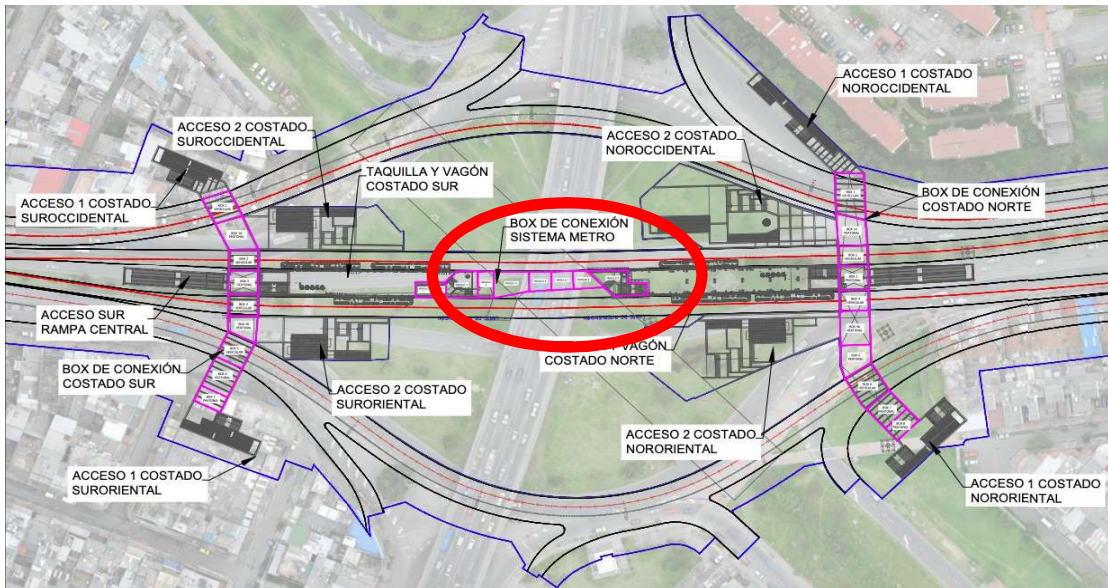 ACCESO 1 COSTADO
NOROCCIDENTAL
ACCESO 2 COSTADO
SUROCCIDENTAL
ACCESO 2 COSTADO
NOROCCIDENTAL
TAQUILLA Y VAGÓN
COSTADO SUR
BOX DE CONEXIÓN
COSTADO NORTE
ACCESO 1 COSTADO
SUROCCIDENTAL
BOX DE CONEXIÓN
SISTEMA METRO
ACCESO SUR
RAMPA CENTRAL
VAGÓN
COSTADO NORTE
BOX DE CONEXIÓN
COSTADO SUR
ACCESO 2 COSTADO
SURORIENTAL
ACCESO 2 COSTADO
NORORIENTAL
ACCESO 1 COSTADO
SURORIENTAL
ACCESO 1 COSTADO
NORORIENTAL